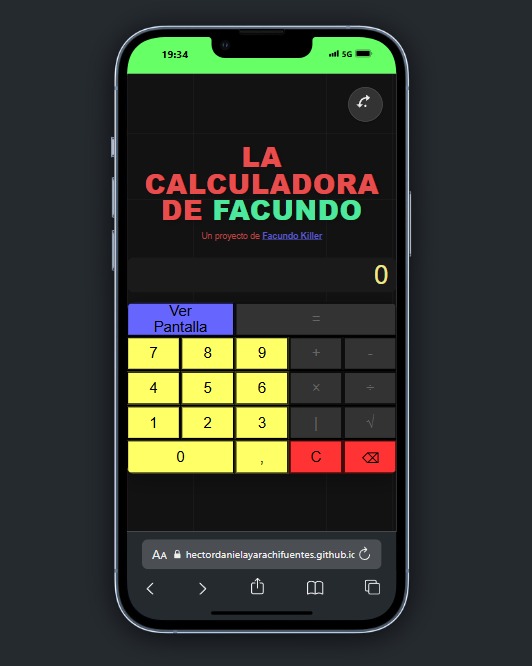 19:34
5G
LA
CALCULADORA
DE FACUNDO
Un proyecto de Facundo Killer
0
Ver
Pantalla
=
7 8 9 + -
4 5 6 × ÷
1 2 3 | √
0 , C ⌫
AA hectordanielayarachifuentes.github.io